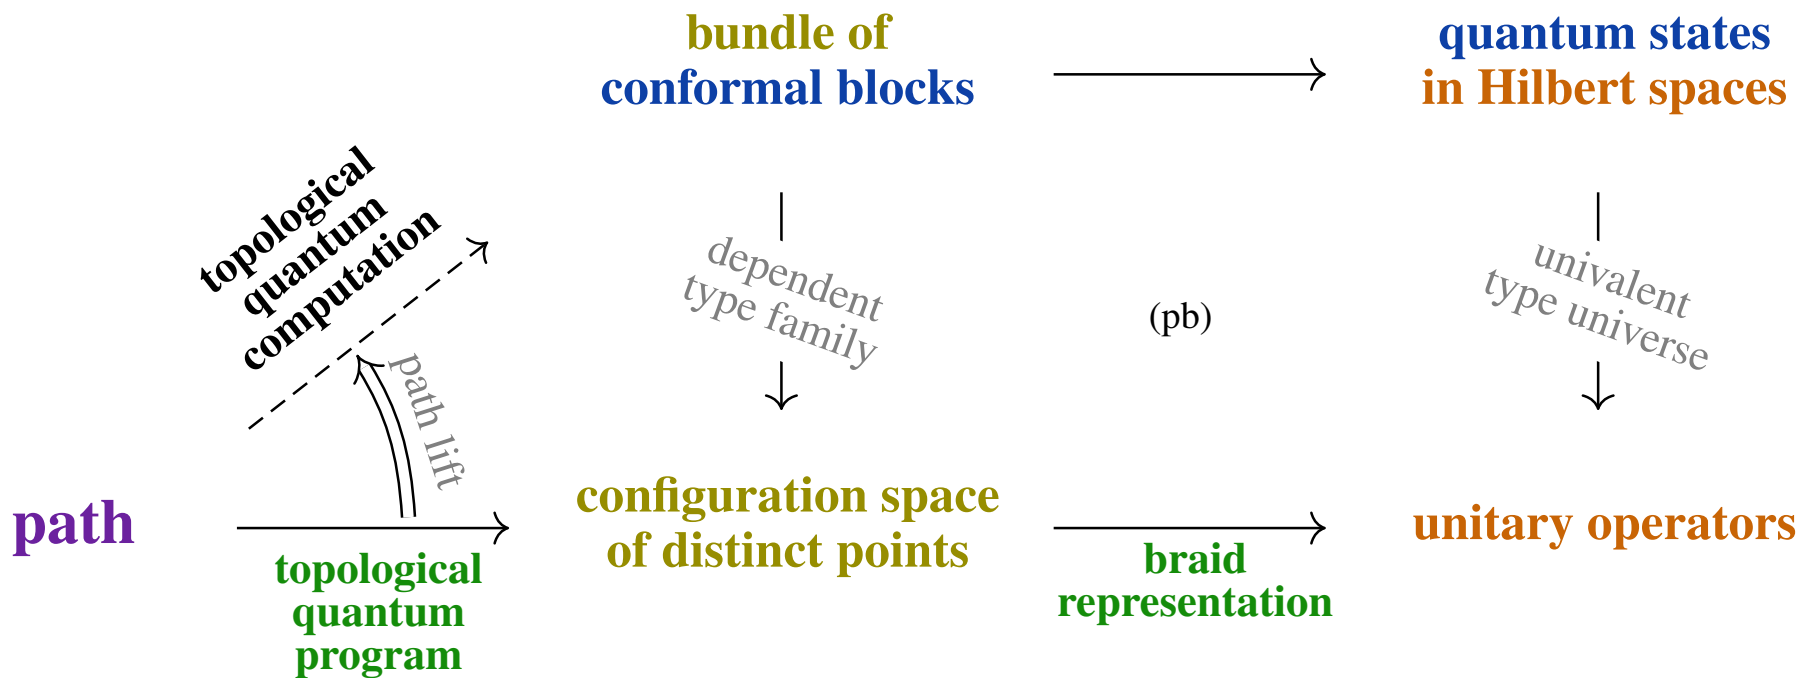 bundle of
conformal blocks
quantum states
in Hilbert spaces
topological
quantum
computation
dependent
type family
(pb)
univalent
type universe
path lift
path
configuration space
of distinct points
unitary operators
topological
quantum
program
braid
representation